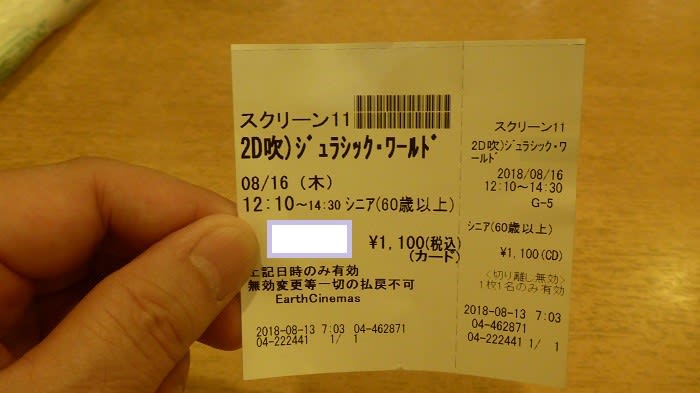 スクリーン11
2D吹)ｼﾞｭラシック・ワールﾄﾞ
08/16 (木)
12:10～14:30 シニア(60歳以上)
¥1,100(税込)
(カード)
上記日時のみ有効
無効変更等一切の払戻不可
EarthCinemas
2018-08-13 7:03 04-462871
04-222441 1/ 1
スクリーン11
2D吹)ｼﾞｭラシック・ワ
ールﾄﾞ
2018/08/16
12:10～14:30
G-5
シニア(60歳以上)
¥1,100(CD)
〈切り離し無効〉
1枚1名のみ有効
2018-08-13 7:03
04-462871
04-222441 1/ 1